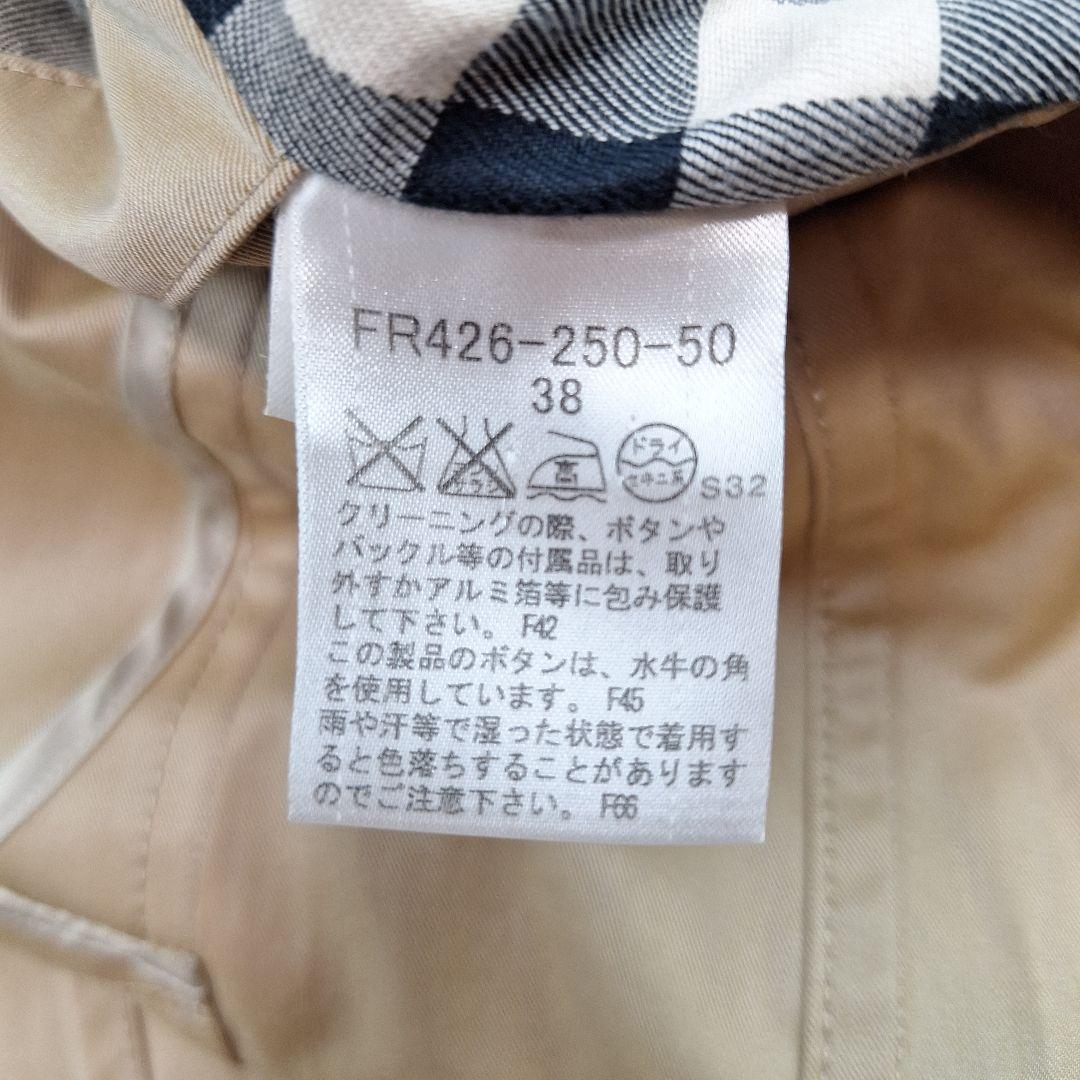 FR426-250-50
38
エンソ サラシ 高 ドライ セキユ系 S32
クリーニングの際、ボタンや
バックル等の付属品は、取り
外すかアルミ箔等に包み保護
して下さい。 F42
この製品のボタンは、水牛の角
を使用しています。 F45
雨や汗等で湿った状態で着用す
ると色落ちすることがあります
のでご注意下さい。 F66